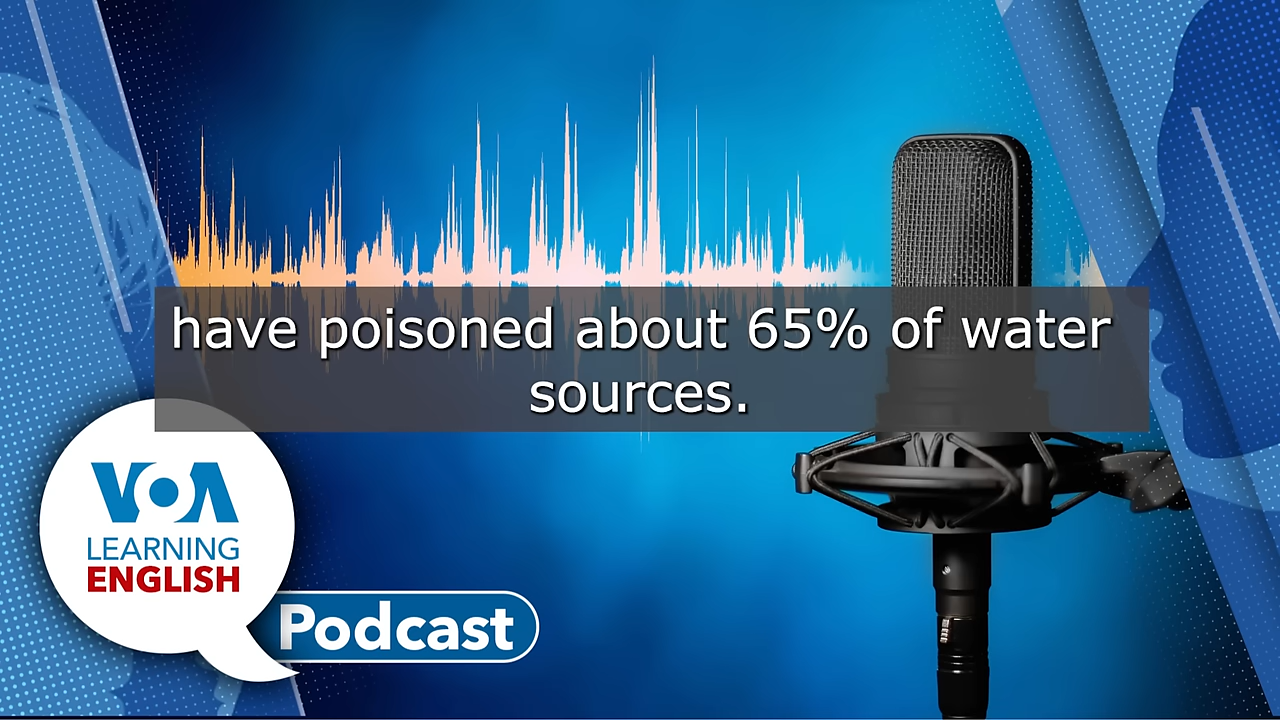 have poisoned about 65% of water
sources.
VOA
LEARNING
ENGLISH
Podcast